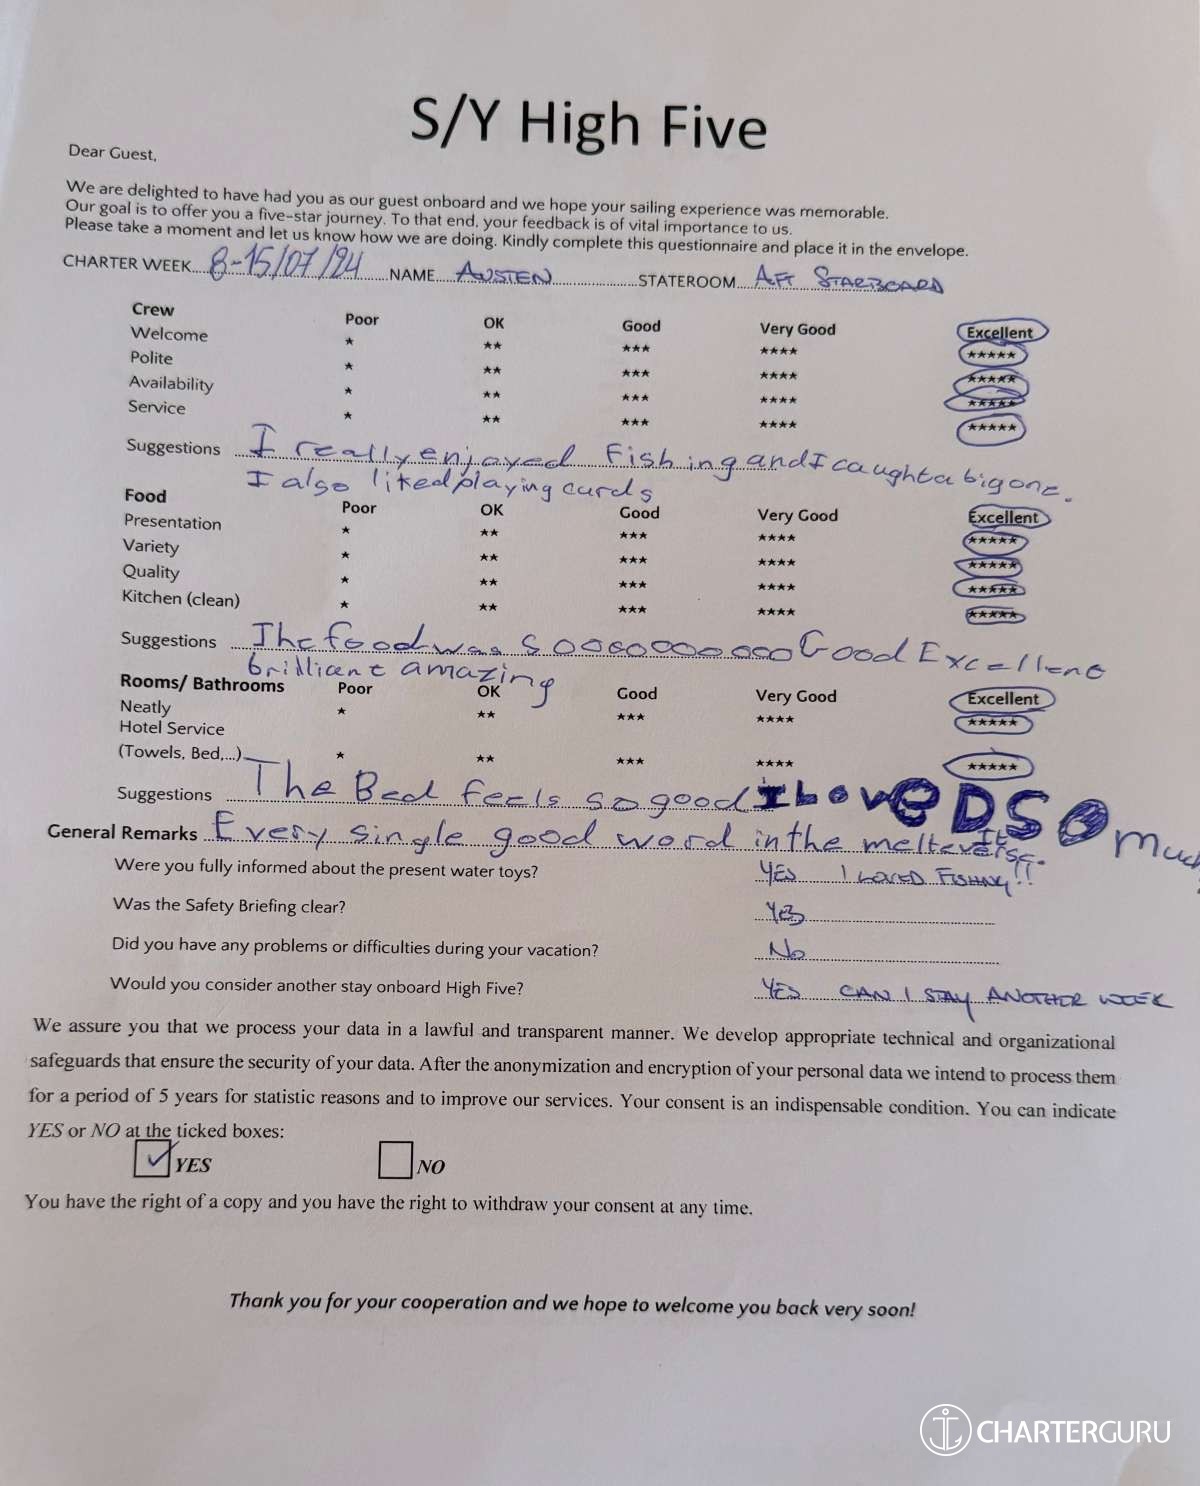 S/Y High Five
Dear Guest,
We are delighted to have had you as our guest onboard and we hope your sailing experience was memorable.
Our goal is to offer you a five-star journey. To that end, your feedback is of vital importance to us.
Please take a moment and let us know how we are doing. Kindly complete this questionnaire and place it in the envelope.
CHARTER WEEK 8-15/07/24 NAME AUSTEN STATEROOM AFT STARBOARD
Crew Poor OK Good Very Good Excellent
Welcome * ** *** **** *****
Polite * ** *** **** *****
Availability * ** *** **** *****
Service * ** *** **** *****
Suggestions I really enjoyed Fishing and I caught a big one.
I also liked playing cards
Food Poor OK Good Very Good Excellent
Presentation * ** *** **** *****
Variety * ** *** **** *****
Quality * ** *** **** *****
Kitchen (clean) * ** *** **** *****
Suggestions The food was Sooooooooooo Good Excellent
brillient amazing
Rooms/ Bathrooms Poor OK Good Very Good Excellent
Neatly * ** *** **** *****
Hotel Service
(Towels, Bed,...) * ** *** **** *****
Suggestions The Bed feels so good I loveD So much
It
General Remarks Every single good word in the
Were you fully informed about the present water toys? YES I LOVED FISHING!!
Was the Safety Briefing clear? YES
Did you have any problems or difficulties during your vacation? No
Would you consider another stay onboard High Five? YES CAN I STAY ANOTHER WEEK
We assure you that we process your data in a lawful and transparent manner. We develop appropriate technical and organizational
safeguards that ensure the security of your data. After the anonymization and encryption of your personal data we intend to process them
for a period of 5 years for statistic reasons and to improve our services. Your consent is an indispensable condition. You can indicate
YES or NO at the ticked boxes:
YES NO
You have the right of a copy and you have the right to withdraw your consent at any time.
Thank you for your cooperation and we hope to welcome you back very soon!
CHARTERGURU